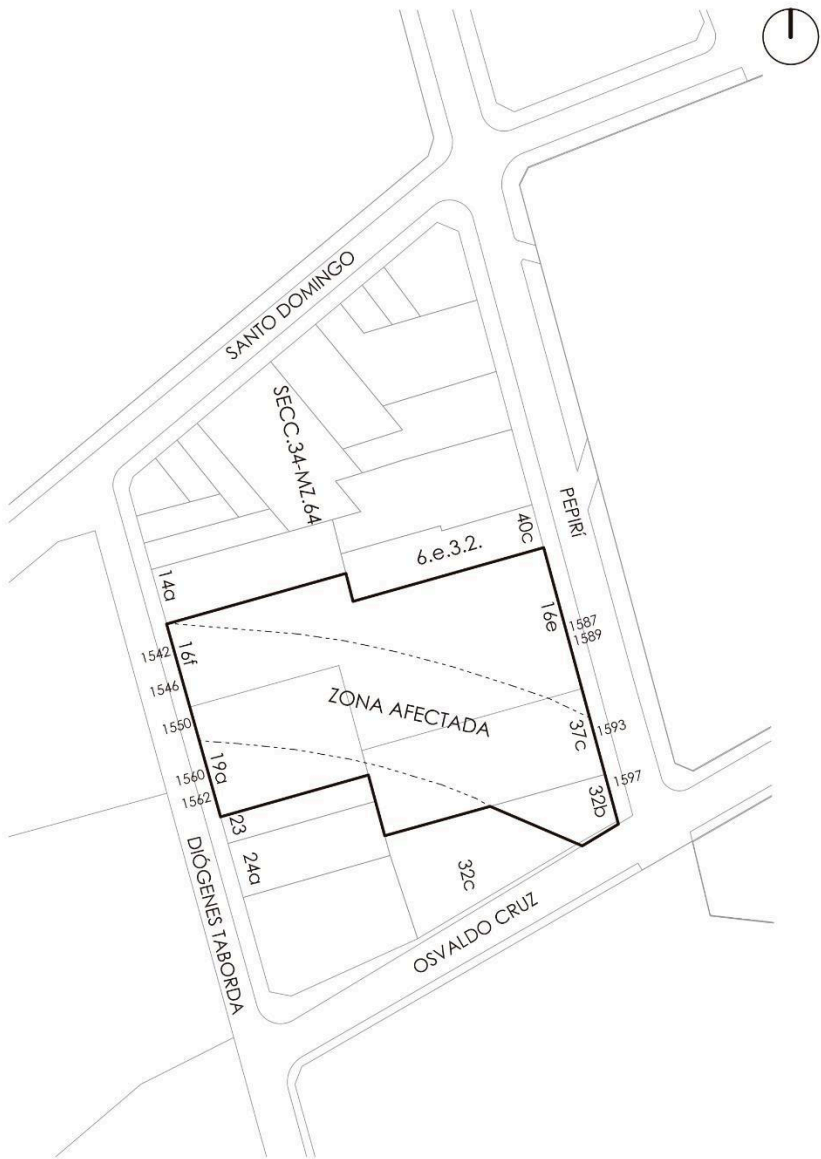 SANTO DOMINGO
SECC.34-MZ.64
PEPIRÍ
40c
6.e.3.2.
14a
16e
1587
1589
1542
16f
1546
ZONA AFECTADA
1550
37c
1593
19a
1560
1562
1597
32b
23
24a
32c
DIÓGENES TABORDA
OSVALDO CRUZ